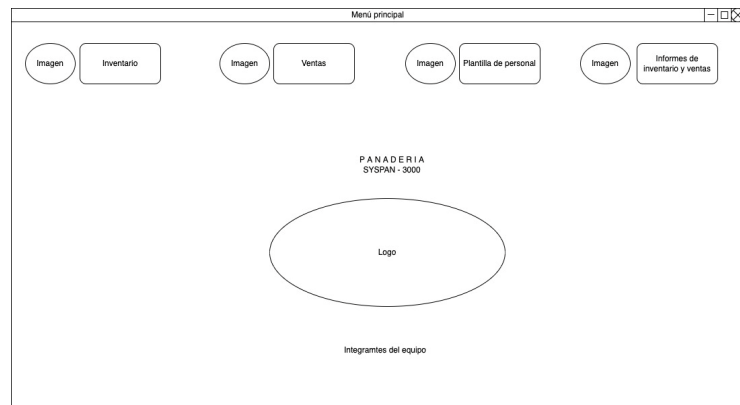 Menú principal
Imagen
Inventario
Imagen
Ventas
Imagen
Plantilla de personal
Imagen
Informes de
inventario y ventas
P A N A D E R I A
SYSPAN - 3000
Logo
Integramtes del equipo